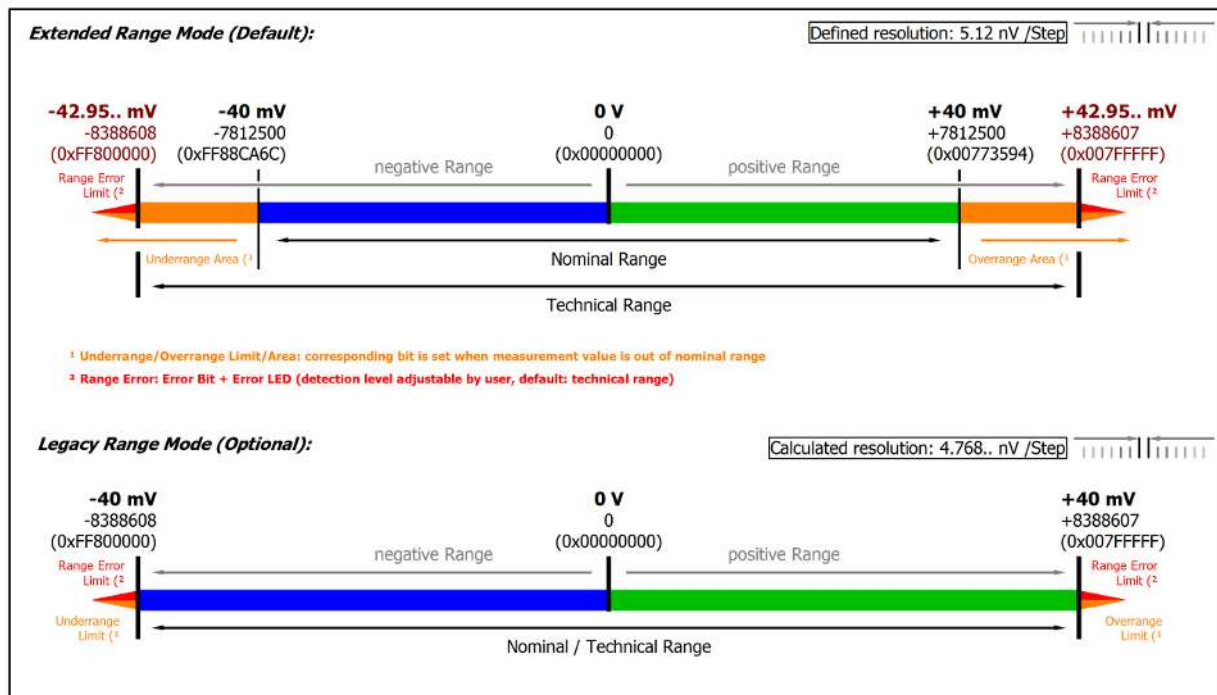 Extended Range Mode (Default):
Defined resolution: 5.12 nV /Step
-42.95.. mV
-8388608
(0xFF800000)
-40 mV
-7812500
(0xFF88CA6C)
0 V
0
(0x00000000)
+40 mV
+7812500
(0x00773594)
+42.95.. mV
+8388607
(0x007FFFFF)
negative Range
positive Range
Range Error
Limit (²
Range Error
Limit (²
Underrange Area (¹
Nominal Range
Overrange Area (¹
Technical Range
¹ Underrange/Overrange Limit/Area: corresponding bit is set when measurement value is out of nominal range
² Range Error: Error Bit + Error LED (detection level adjustable by user, default: technical range)
Legacy Range Mode (Optional):
Calculated resolution: 4.768.. nV /Step
-40 mV
-8388608
(0xFF800000)
0 V
0
(0x00000000)
+40 mV
+8388607
(0x007FFFFF)
negative Range
positive Range
Range Error
Limit (²
Range Error
Limit (²
Underrange
Limit (¹
Overrange
Limit (¹
Nominal / Technical Range